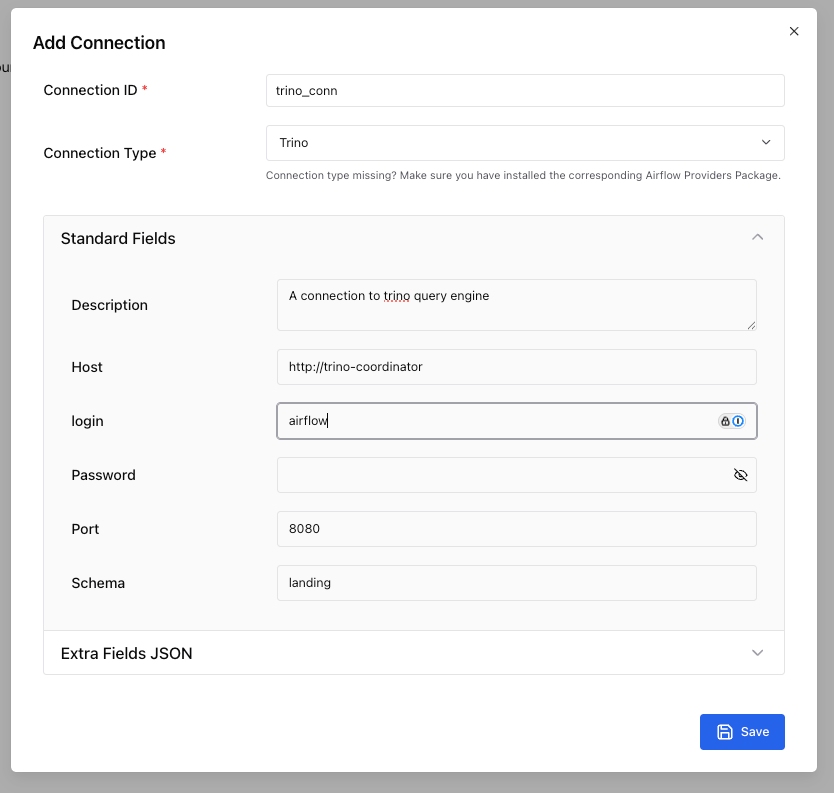 Add Connection
Connection ID *
trino_conn
Connection Type *
Trino
Connection type missing? Make sure you have installed the corresponding Airflow Providers Package.
Standard Fields
Description
A connection to trino query engine
Host
http://trino-coordinator
login
airflow
Password
Port
8080
Schema
landing
Extra Fields JSON
Save